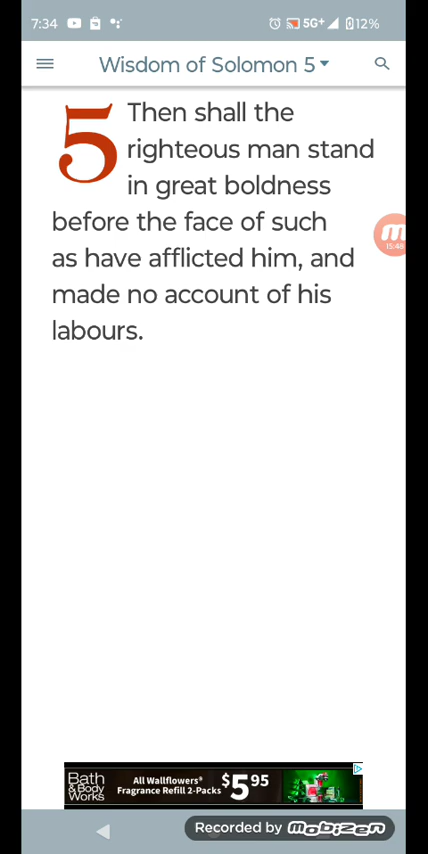 7:34
5G+
12%
Wisdom of Solomon 5
5 Then shall the
righteous man stand
in great boldness
before the face of such
as have afflicted him, and
made no account of his
labours.
15:48
Bath & Body Works
All Wallflowers®
Fragrance Refill 2-Packs
$5.95
Recorded by mobizen